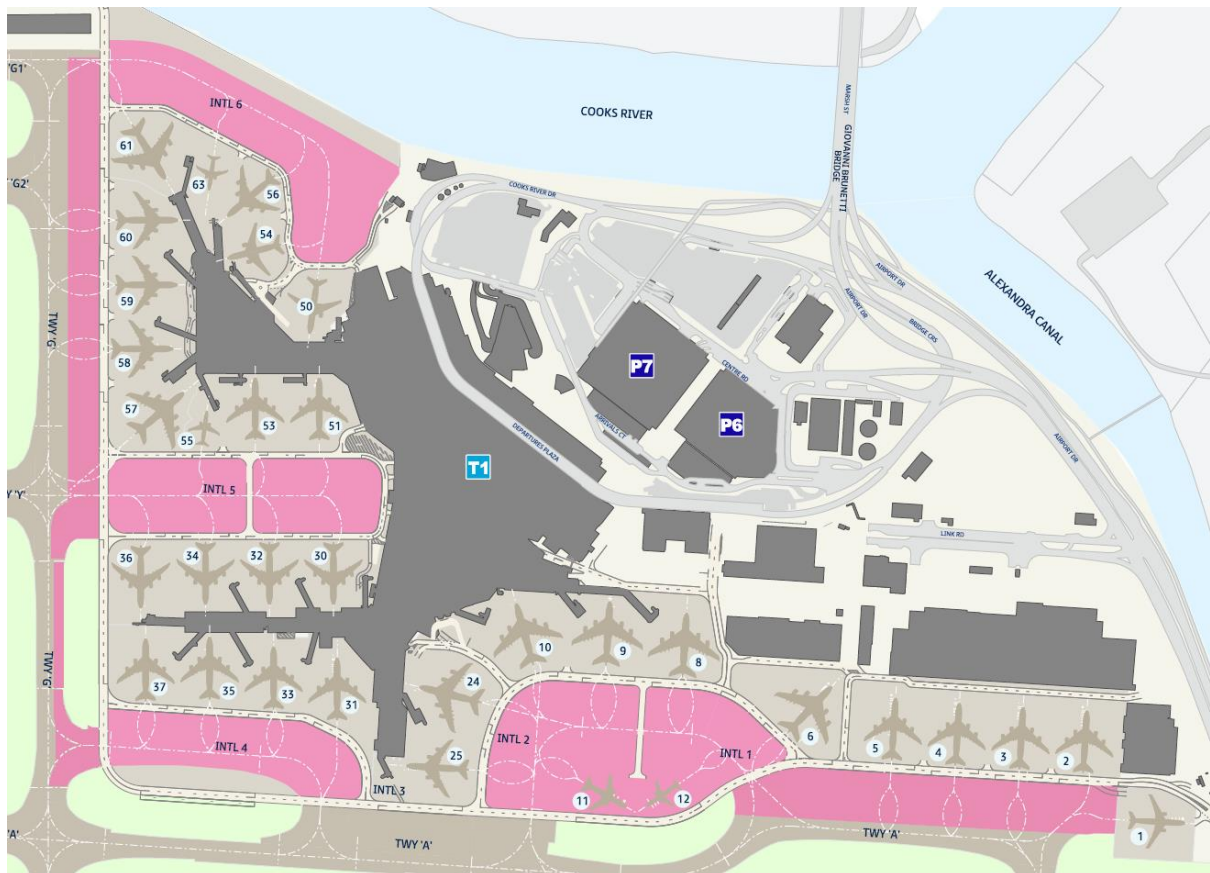 'G1'
INTL 6
COOKS RIVER
MARSH ST
GIOVANNI BRUNETTI
BRIDGE
61
63
56
'G2'
COOKS RIVER DR
60
54
AIRPORT DR
ALEXANDRA CANAL
59
50
AIRPORT DR
BRIDGE CRS
TWY 'G'
58
P7
CENTRE RD
57
55
53
51
ARRIVALS CT
P6
DEPARTURES PLAZA
AIRPORT DR
T1
INTL 5
Y 'Y'
LINK RD
36
34
32
30
10
9
8
TWY 'G'
37
35
33
31
24
INTL 4
25
INTL 2
INTL 1
6
5
4
3
2
INTL 3
11
12
1
'A'
TWY 'A'
TWY 'A'